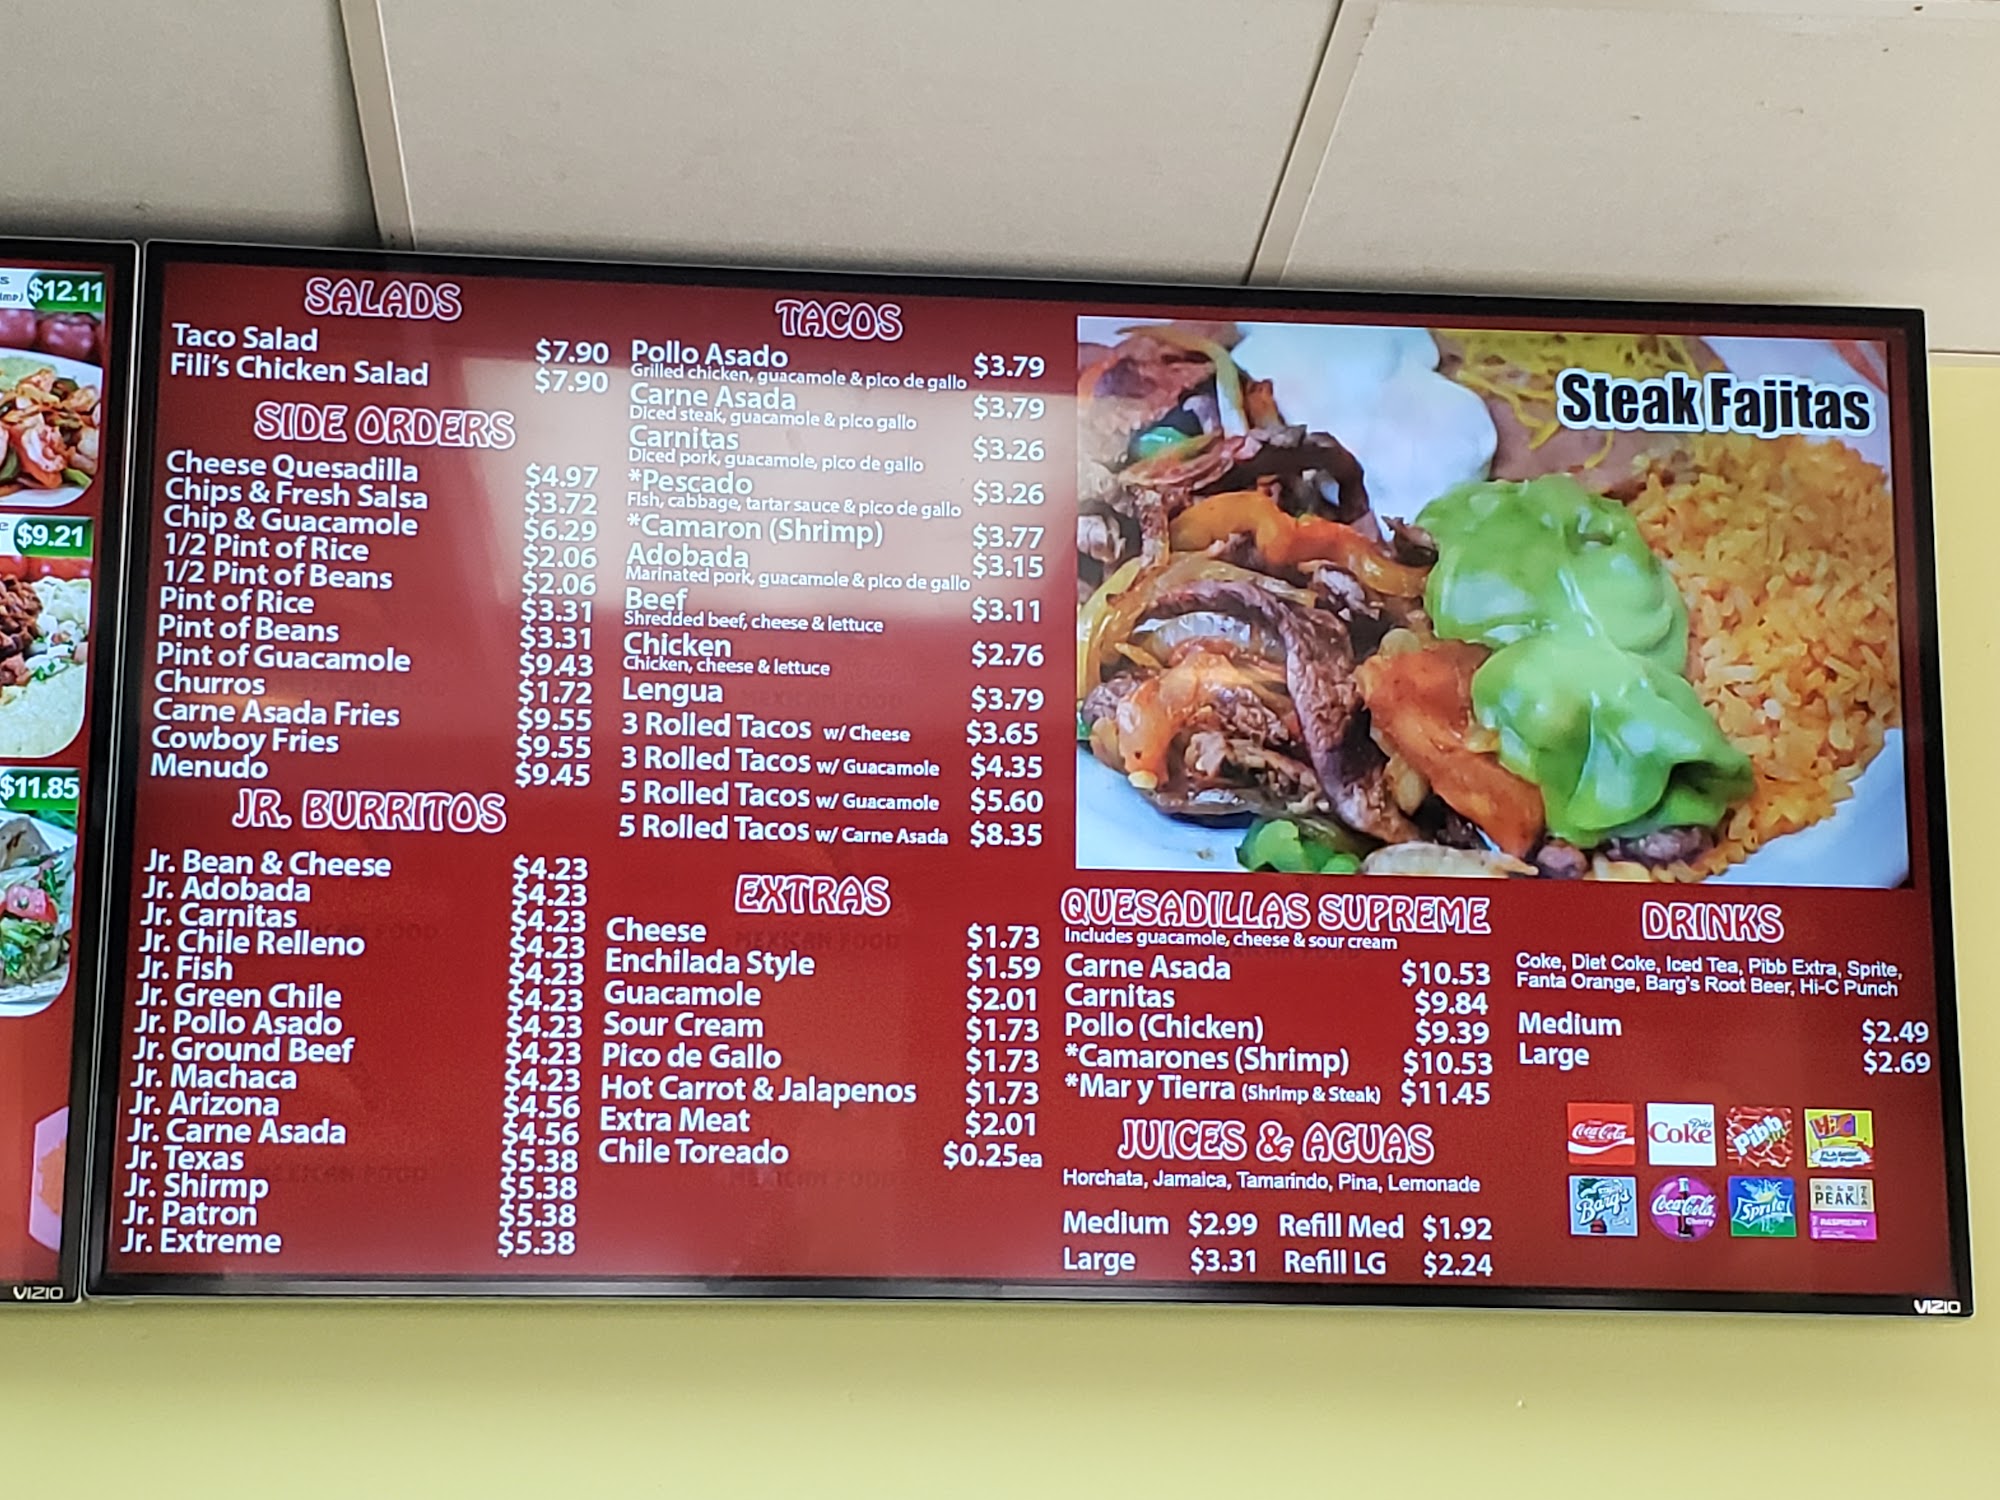 $12.11
$9.21
$11.85
VIZIO
SALADS
Taco Salad $7.90
Fili's Chicken Salad $7.90
SIDE ORDERS
Cheese Quesadilla $4.97
Chips & Fresh Salsa $3.72
Chip & Guacamole $6.29
1/2 Pint of Rice $2.06
1/2 Pint of Beans $2.06
Pint of Rice $3.31
Pint of Beans $3.31
Pint of Guacamole $9.43
Churros $1.72
Carne Asada Fries $9.55
Cowboy Fries $9.55
Menudo $9.45
JR. BURRITOS
Jr. Bean & Cheese $4.23
Jr. Adobada $4.23
Jr. Carnitas $4.23
Jr. Chile Relleno $4.23
Jr. Fish $4.23
Jr. Green Chile $4.23
Jr. Pollo Asado $4.23
Jr. Ground Beef $4.23
Jr. Machaca $4.23
Jr. Arizona $4.56
Jr. Carne Asada $4.56
Jr. Texas $5.38
Jr. Shirmp $5.38
Jr. Patron $5.38
Jr. Extreme $5.38
TACOS
Pollo Asado $3.79
Grilled chicken, guacamole & pico de gallo
Carne Asada $3.79
Diced steak, guacamole & pico gallo
Carnitas $3.26
Diced pork, guacamole, pico de gallo
*Pescado $3.26
Fish, cabbage, tartar sauce & pico de gallo
*Camaron (Shrimp) $3.77
Adobada $3.15
Marinated pork, guacamole & pico de gallo
Beef $3.11
Shredded beef, cheese & lettuce
Chicken $2.76
Chicken, cheese & lettuce
Lengua $3.79
3 Rolled Tacos w/ Cheese $3.65
3 Rolled Tacos w/ Guacamole $4.35
5 Rolled Tacos w/ Guacamole $5.60
5 Rolled Tacos w/ Carne Asada $8.35
EXTRAS
Cheese $1.73
Enchilada Style $1.59
Guacamole $2.01
Sour Cream $1.73
Pico de Gallo $1.73
Hot Carrot & Jalapenos $1.73
Extra Meat $2.01
Chile Toreado $0.25ea
Steak Fajitas
QUESADILLAS SUPREME
Includes guacamole, cheese & sour cream
Carne Asada $10.53
Carnitas $9.84
Pollo (Chicken) $9.39
*Camarones (Shrimp) $10.53
*Mar y Tierra (Shrimp & Steak) $11.45
JUICES & AGUAS
Horchata, Jamaica, Tamarindo, Pina, Lemonade
Medium $2.99 Refill Med $1.92
Large $3.31 Refill LG $2.24
DRINKS
Coke, Diet Coke, Iced Tea, Pibb Extra, Sprite,
Fanta Orange, Barg's Root Beer, Hi-C Punch
Medium $2.49
Large $2.69
Coca-Cola
Diet Coke
Pibb
Hi-C
Barq's
Coca-Cola Cherry
Sprite
GOLD PEAK TEA
RASPBERRY
VIZIO